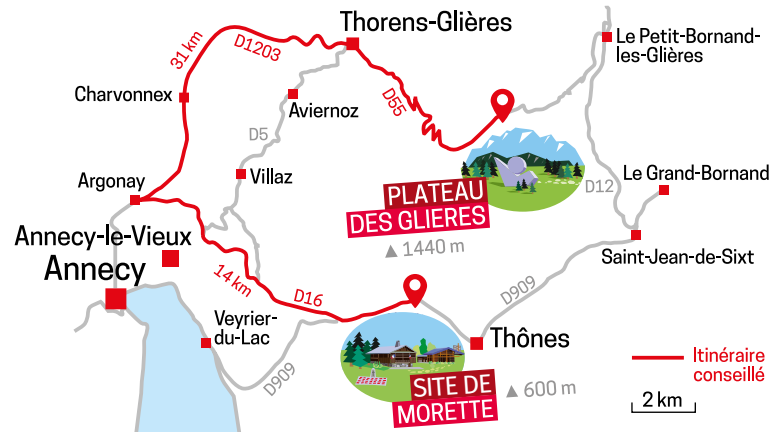 Thorens-Glières
Le Petit-Bornand-
les-Glières
31 km
D1203
Charvonnex
Aviernoz
D55
D5
Argonay
Villaz
PLATEAU
DES GLIERES
D12
Le Grand-Bornand
▲ 1440 m
Annecy-le-Vieux
Annecy
Saint-Jean-de-Sixt
14 km
D16
D909
Veyrier-
du-Lac
Thônes
D909
SITE DE
MORETTE
▲ 600 m
Itinéraire
conseillé
2 km